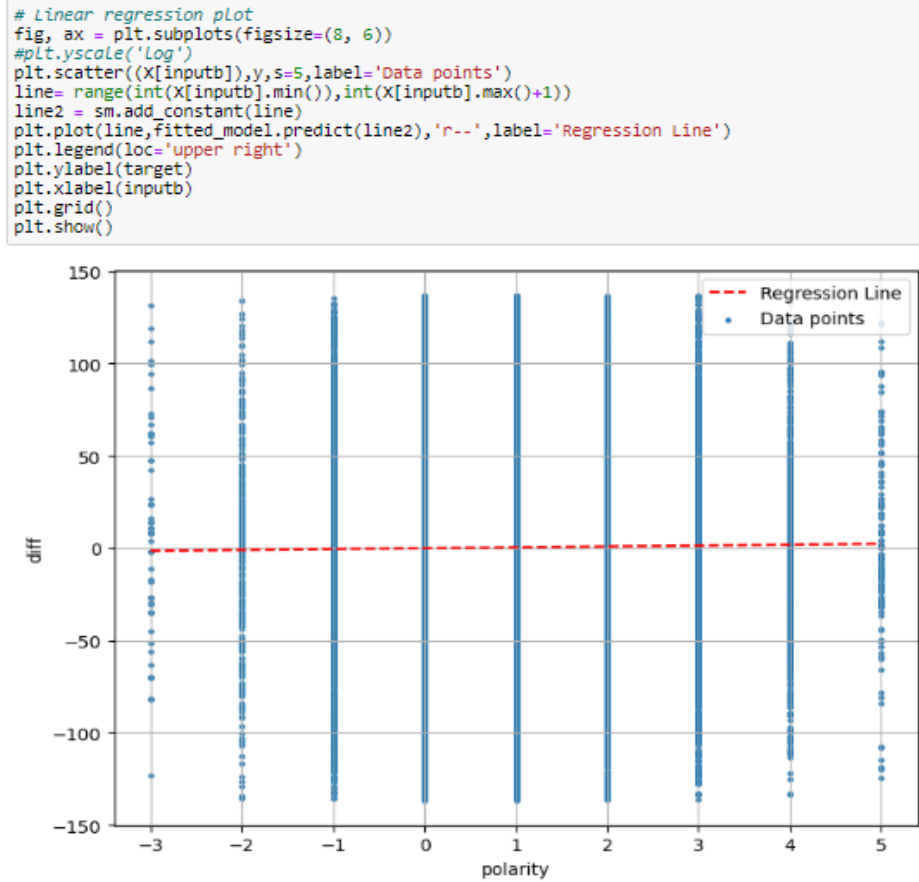 # Linear regression plot
fig, ax = plt.subplots(figsize=(8, 6))
#plt.yscale('log')
plt.scatter((X[inputb]),y,s=5,label='Data points')
line= range(int(X[inputb].min()),int(X[inputb].max()+1))
line2 = sm.add_constant(line)
plt.plot(line,fitted_model.predict(line2),'r--',label='Regression Line')
plt.legend(loc='upper right')
plt.ylabel(target)
plt.xlabel(inputb)
plt.grid()
plt.show()
150
100
50
0
−50
−100
−150
diff
Regression Line
Data points
−3 −2 −1 0 1 2 3 4 5
polarity